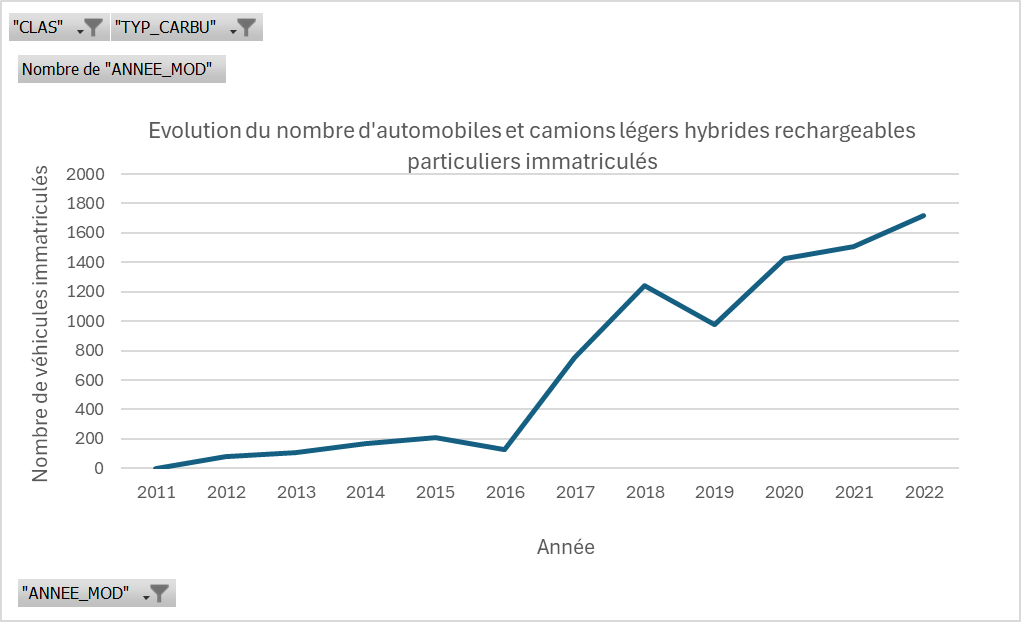 "CLAS" "TYP_CARBU"
Nombre de "ANNEE_MOD"
Evolution du nombre d'automobiles et camions légers hybrides rechargeables
particuliers immatriculés
Nombre de véhicules immatriculés
2000
1800
1600
1400
1200
1000
800
600
400
200
0
2011 2012 2013 2014 2015 2016 2017 2018 2019 2020 2021 2022
Année
"ANNEE_MOD"